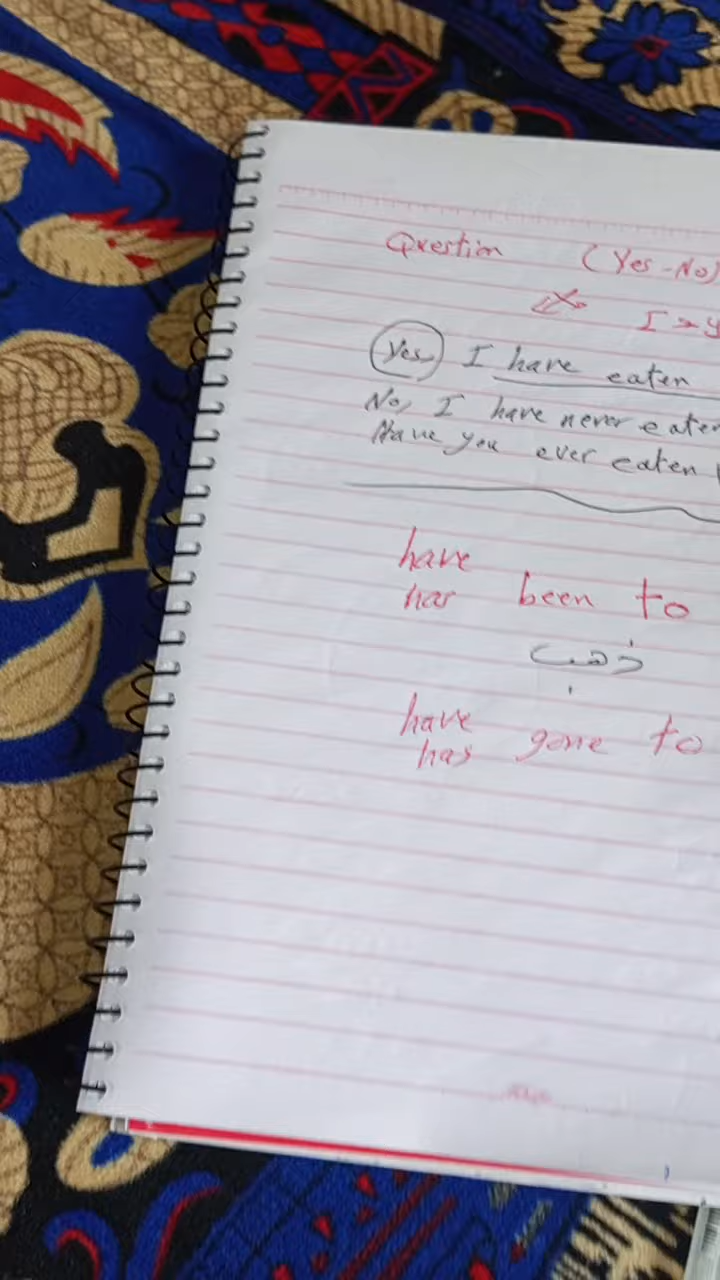 Question (Yes-No)
I → y
Yes, I have eaten
No, I have never eaten
Have you ever eaten
have
has been to
ذهب
have
has gone to